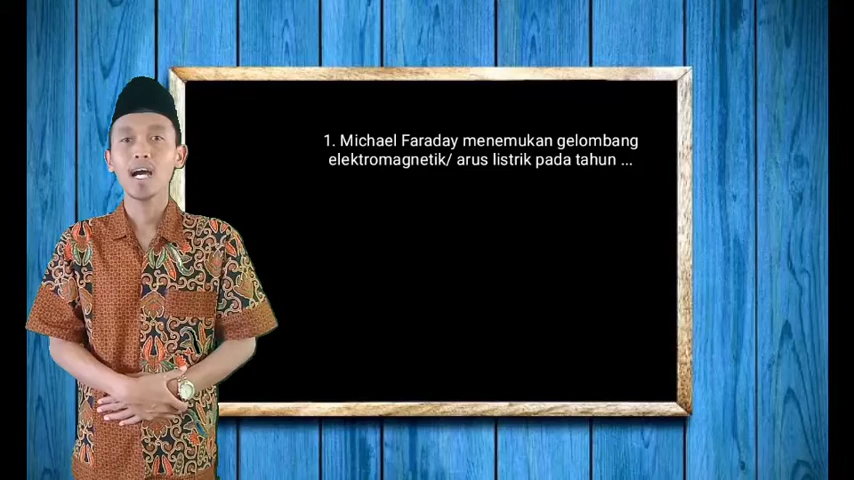 1. Michael Faraday menemukan gelombang
elektromagnetik/ arus listrik pada tahun ...